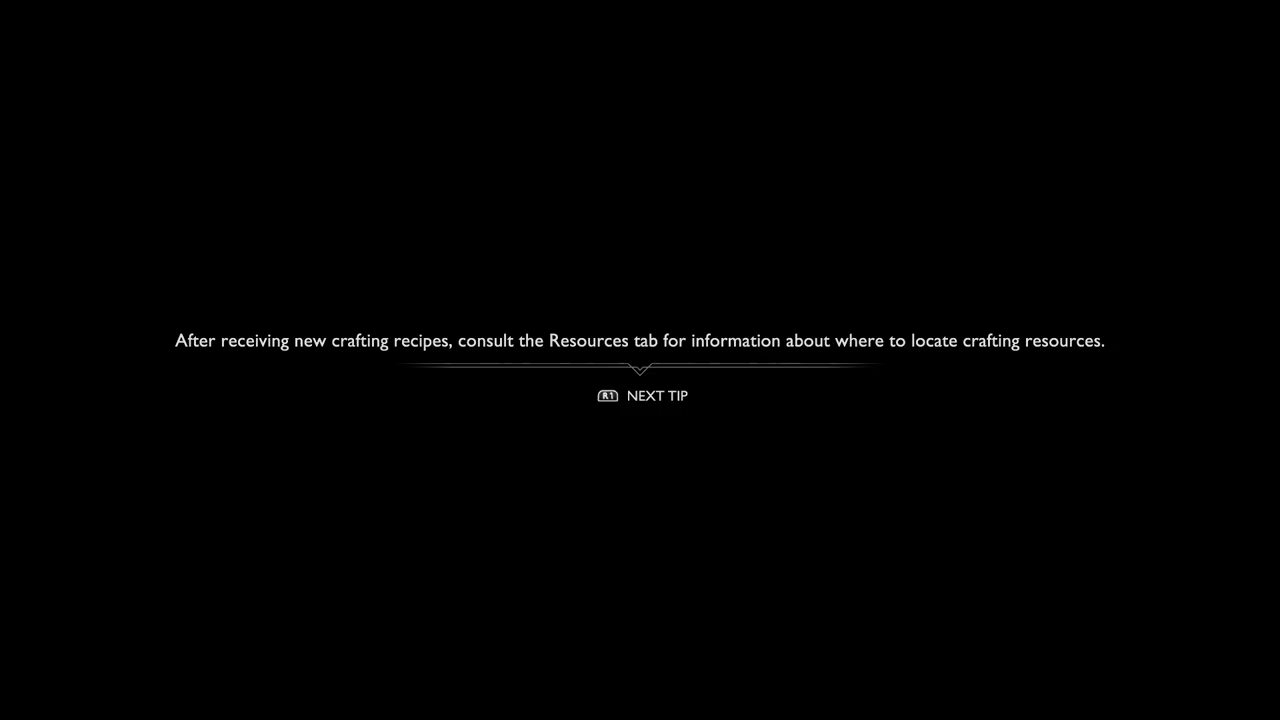 After receiving new crafting recipes, consult the Resources tab for information about where to locate crafting resources.
R1 NEXT TIP